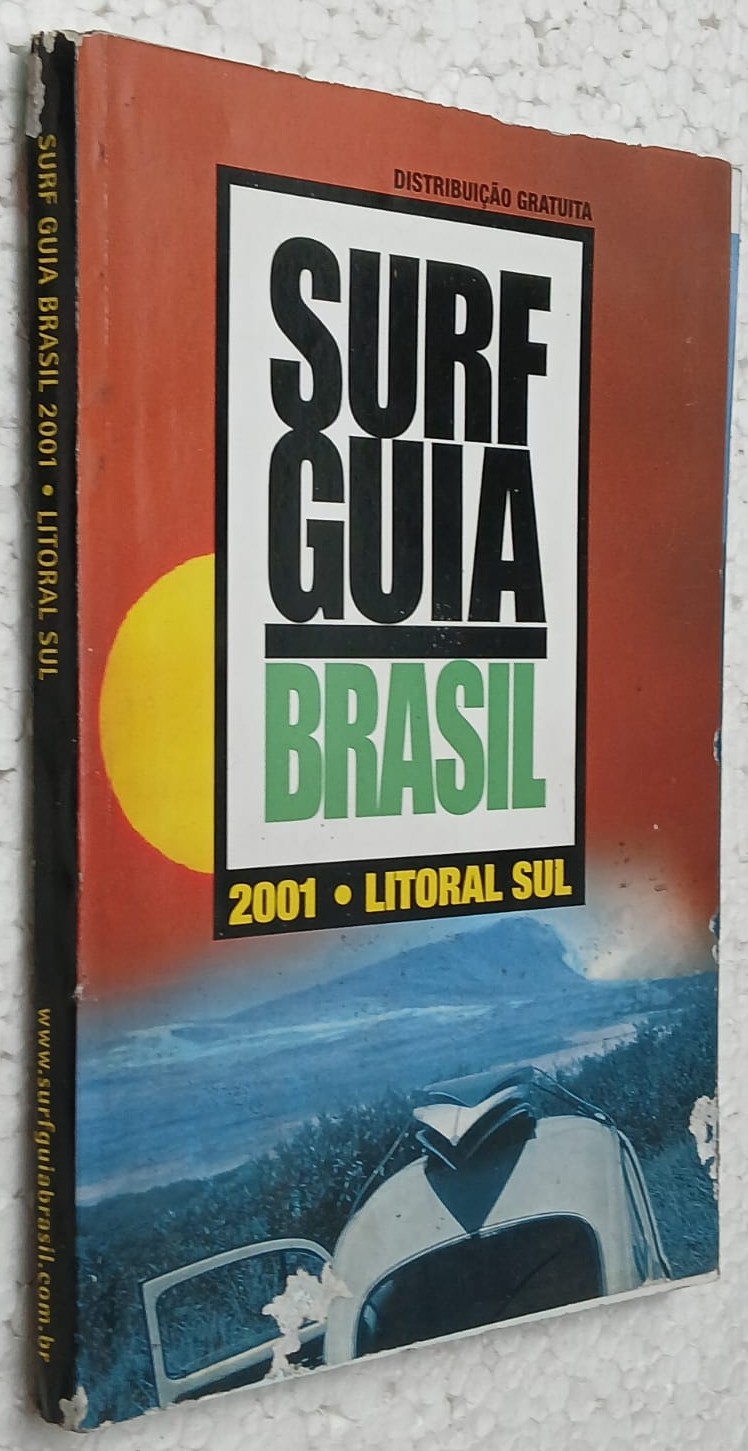 SURF GUIA BRASIL 2001 • LITORAL SUL
www.surfguiabrasil.com.br
DISTRIBUIÇÃO GRATUITA
SURF
GUIA
BRASIL
2001 • LITORAL SUL